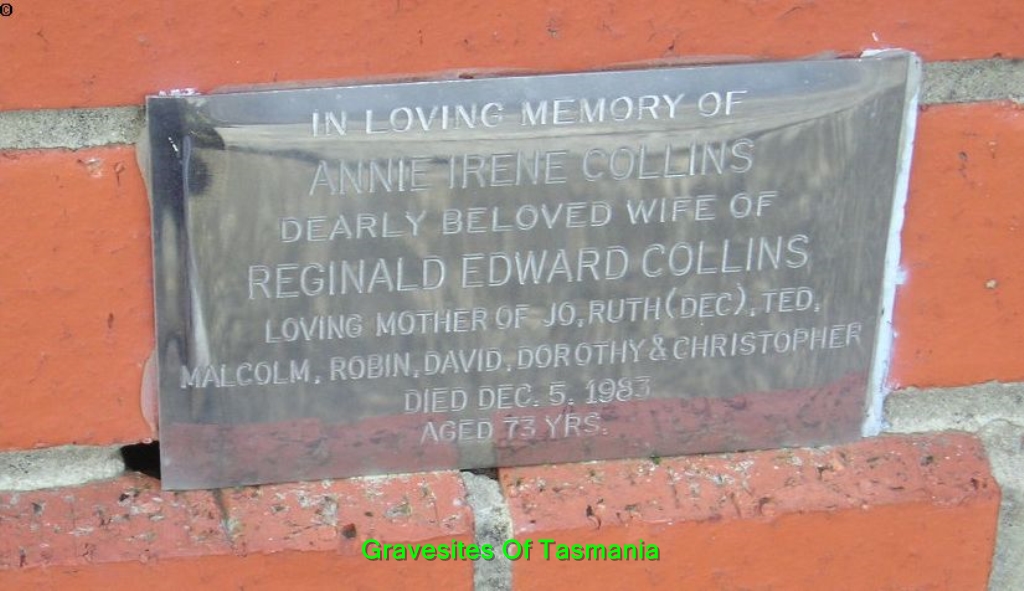 ©
IN LOVING MEMORY OF
ANNIE IRENE COLLINS
DEARLY BELOVED WIFE OF
REGINALD EDWARD COLLINS
LOVING MOTHER OF JO, RUTH (DEC), TED,
MALCOLM, ROBIN, DAVID, DOROTHY & CHRISTOPHER
DIED DEC. 5. 1983
AGED 73 YRS.
Gravesites Of Tasmania